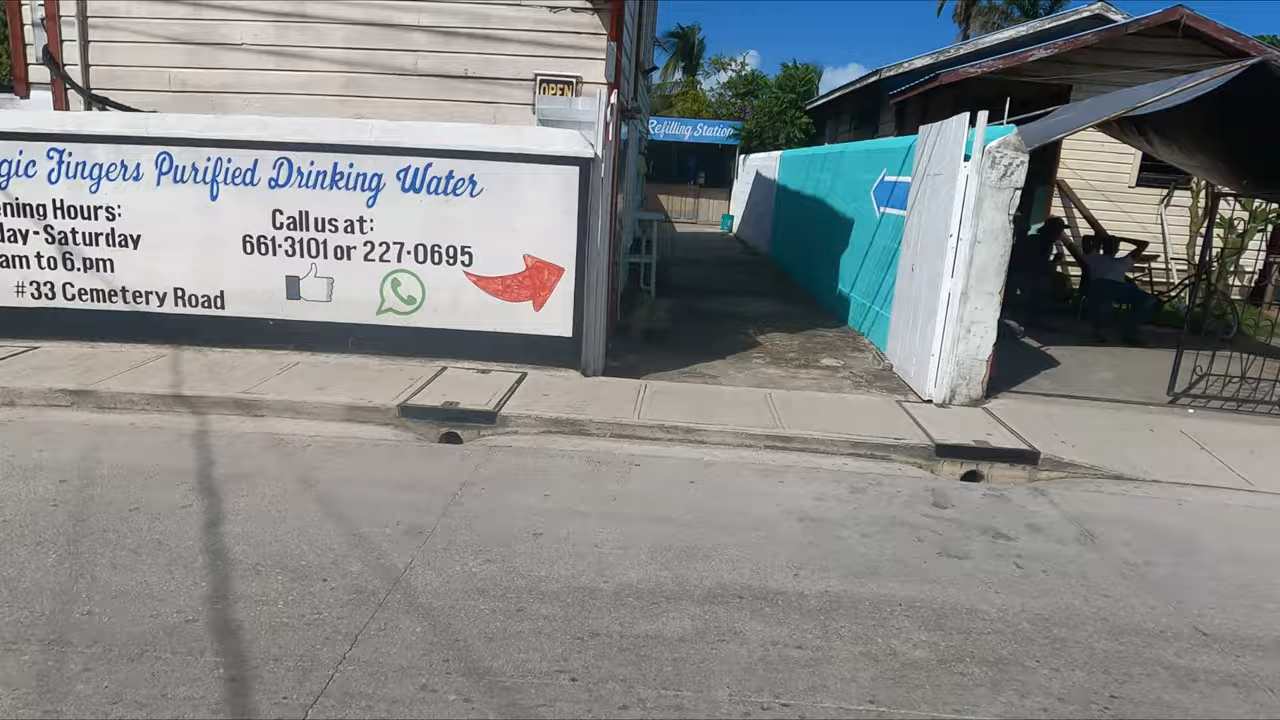 gic Fingers Purified Drinking Water
ening Hours:
day-Saturday
am to 6.pm
#33 Cemetery Road
Call us at:
661-3101 or 227-0695
OPEN
Refilling Station